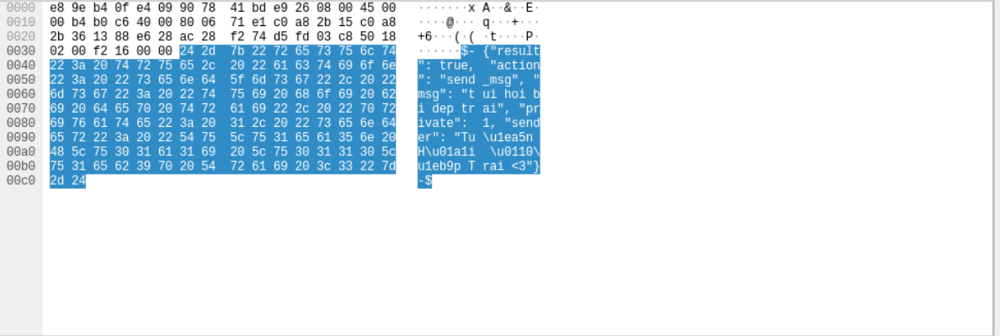 0000 e8 9e b4 0f e4 09 90 78 41 bd e9 26 08 00 45 00 ·······x A··&··E·
0010 00 b4 b0 c6 40 00 80 06 71 e1 c0 a8 2b 15 c0 a8 ····@··· q···+···
0020 2b 36 13 88 e6 28 ac 28 f2 74 d5 fd 03 c8 50 18 +6···(·( ·t····P·
0030 02 00 f2 16 00 00 24 2d 7b 22 72 65 73 75 6c 74 ······$- {"result
0040 22 3a 20 74 72 75 65 2c 20 22 61 63 74 69 6f 6e ": true, "action
0050 22 3a 20 22 73 65 6e 64 5f 6d 73 67 22 2c 20 22 ": "send _msg", "
0060 6d 73 67 22 3a 20 22 74 75 69 20 68 6f 69 20 62 msg": "t ui hoi b
0070 69 20 64 65 70 20 74 72 61 69 22 2c 20 22 70 72 i dep tr ai", "pr
0080 69 76 61 74 65 22 3a 20 31 2c 20 22 73 65 6e 64 ivate": 1, "send
0090 65 72 22 3a 20 22 54 75 5c 75 31 65 61 35 6e 20 er": "Tu \u1ea5n
00a0 48 5c 75 30 31 61 31 69 20 5c 75 30 31 31 30 5c H\u01a1i \u0110\
00b0 75 31 65 62 39 70 20 54 72 61 69 20 3c 33 22 7d u1eb9p T rai <3"}
00c0 2d 24 -$